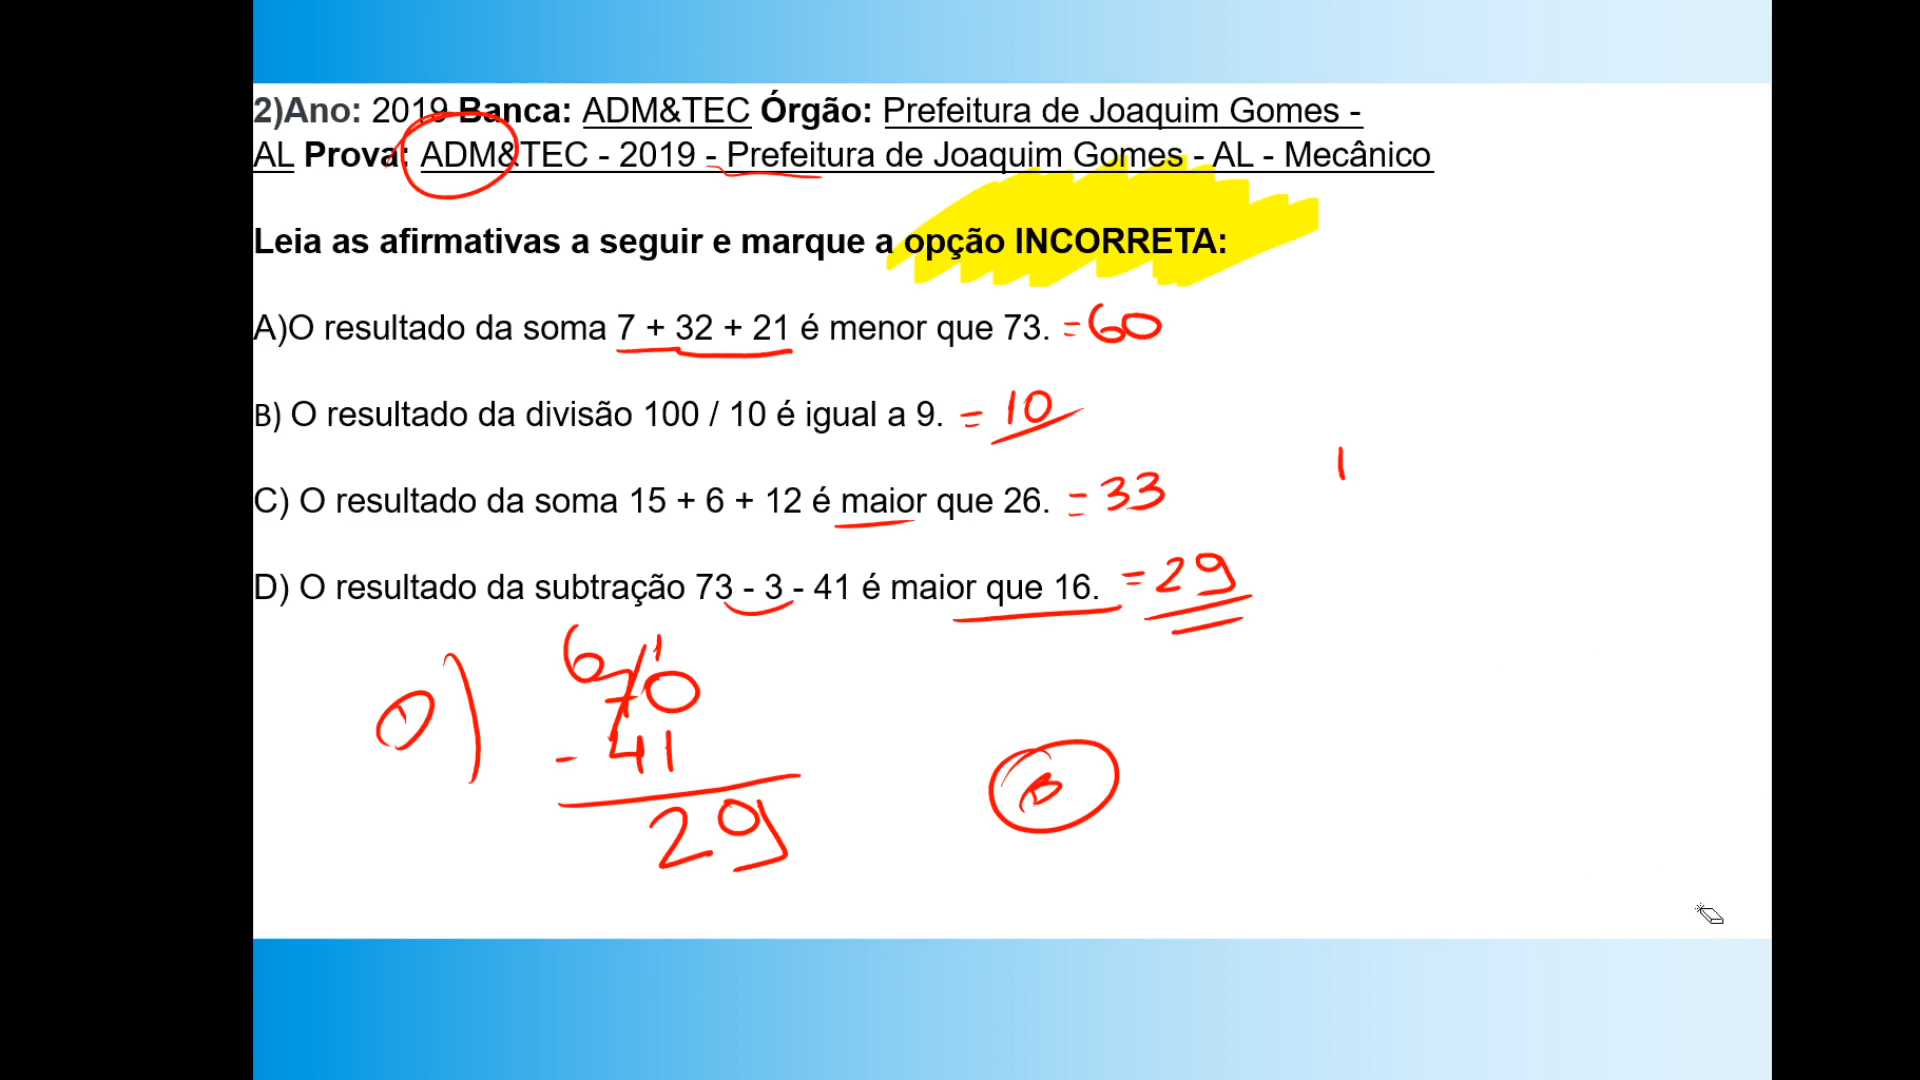 2)Ano: 2019 Banca: ADM&TEC Órgão: Prefeitura de Joaquim Gomes -
AL Prova: ADM&TEC - 2019 - Prefeitura de Joaquim Gomes - AL - Mecânico
Leia as afirmativas a seguir e marque a opção INCORRETA:
A)O resultado da soma 7 + 32 + 21 é menor que 73. = 60
B) O resultado da divisão 100 / 10 é igual a 9. = 10
C) O resultado da soma 15 + 6 + 12 é maior que 26. = 33
D) O resultado da subtração 73 - 3 - 41 é maior que 16. = 29
6 1
D) 70
- 41
29
B